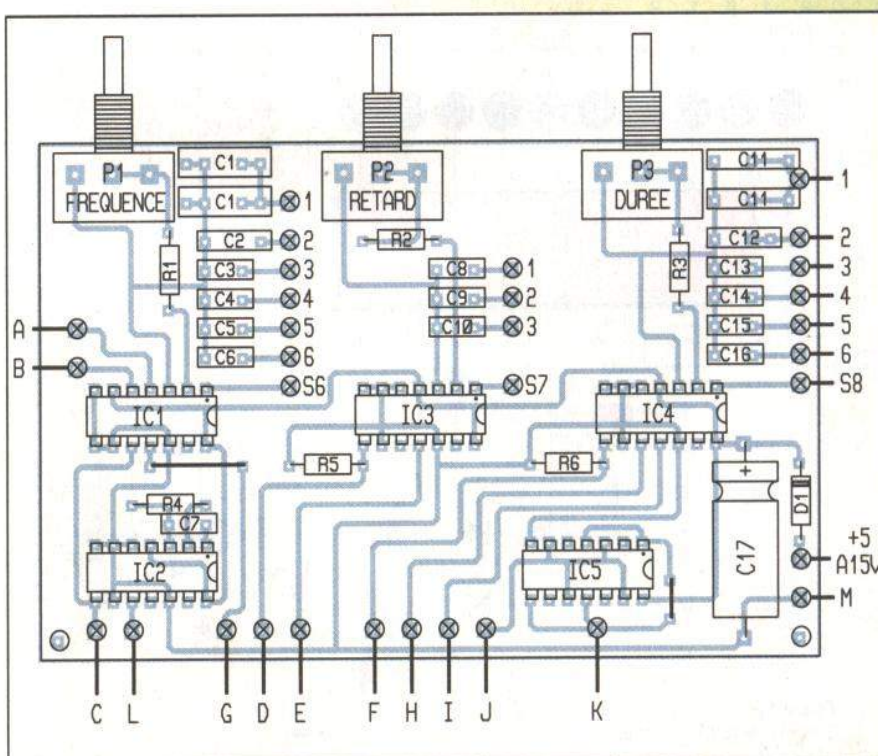 P1 C1 P2 P3 C11
FREQUENCE C1 1 RETARD DUREE C11 1
R1 C2 2 R2 R3 C12 2
C3 3 C8 1 C13 3
C4 4 C9 2 C14 4
A C5 5 C10 3 C15 5
B C6 6 C16 6
S6 S7 S8
IC1 IC3 IC4
R5 R6 +
R4 D1
C7 +5
IC2 IC5 C17 A15V
M
C L G D E F H I J K